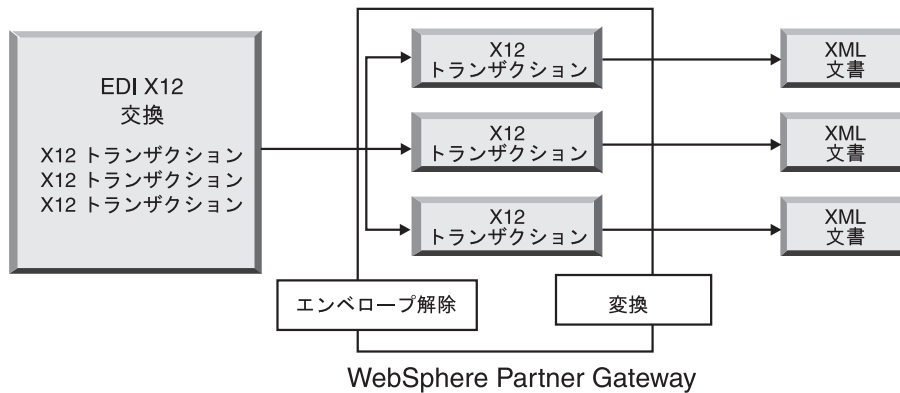 EDI X12
交換
X12 トランザクション
X12 トランザクション
X12 トランザクション
X12
トランザクション
X12
トランザクション
X12
トランザクション
XML
文書
XML
文書
XML
文書
エンベロープ解除
変換
WebSphere Partner Gateway